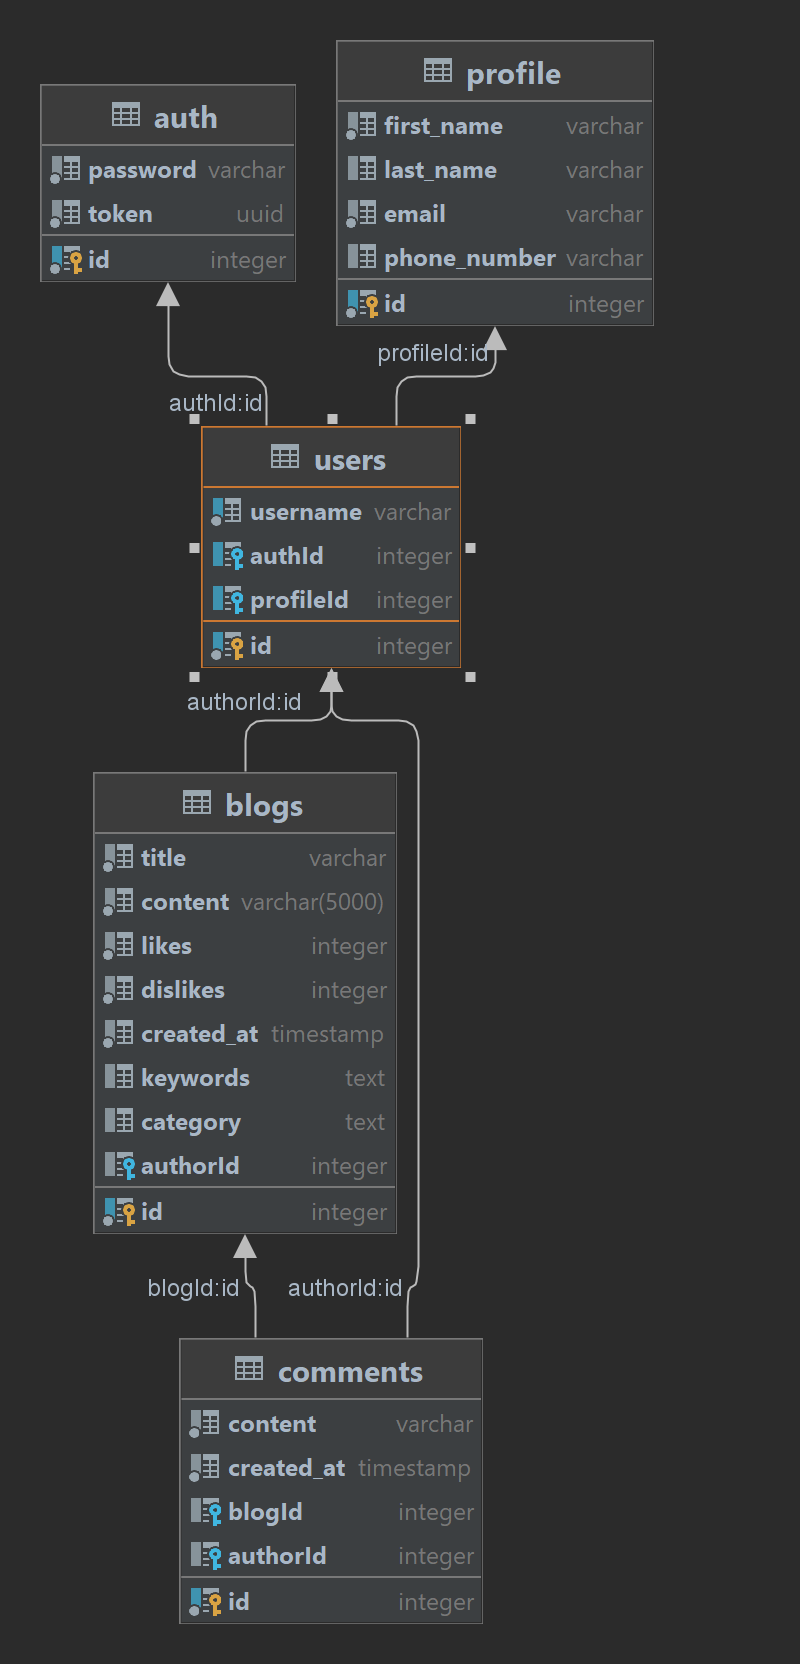 auth
password varchar
token uuid
id integer
profile
first_name varchar
last_name varchar
email varchar
phone_number varchar
id integer
profileId:id
authId:id
users
username varchar
authId integer
profileId integer
id integer
authorId:id
blogs
title varchar
content varchar(5000)
likes integer
dislikes integer
created_at timestamp
keywords text
category text
authorId integer
id integer
blogId:id
authorId:id
comments
content varchar
created_at timestamp
blogId integer
authorId integer
id integer